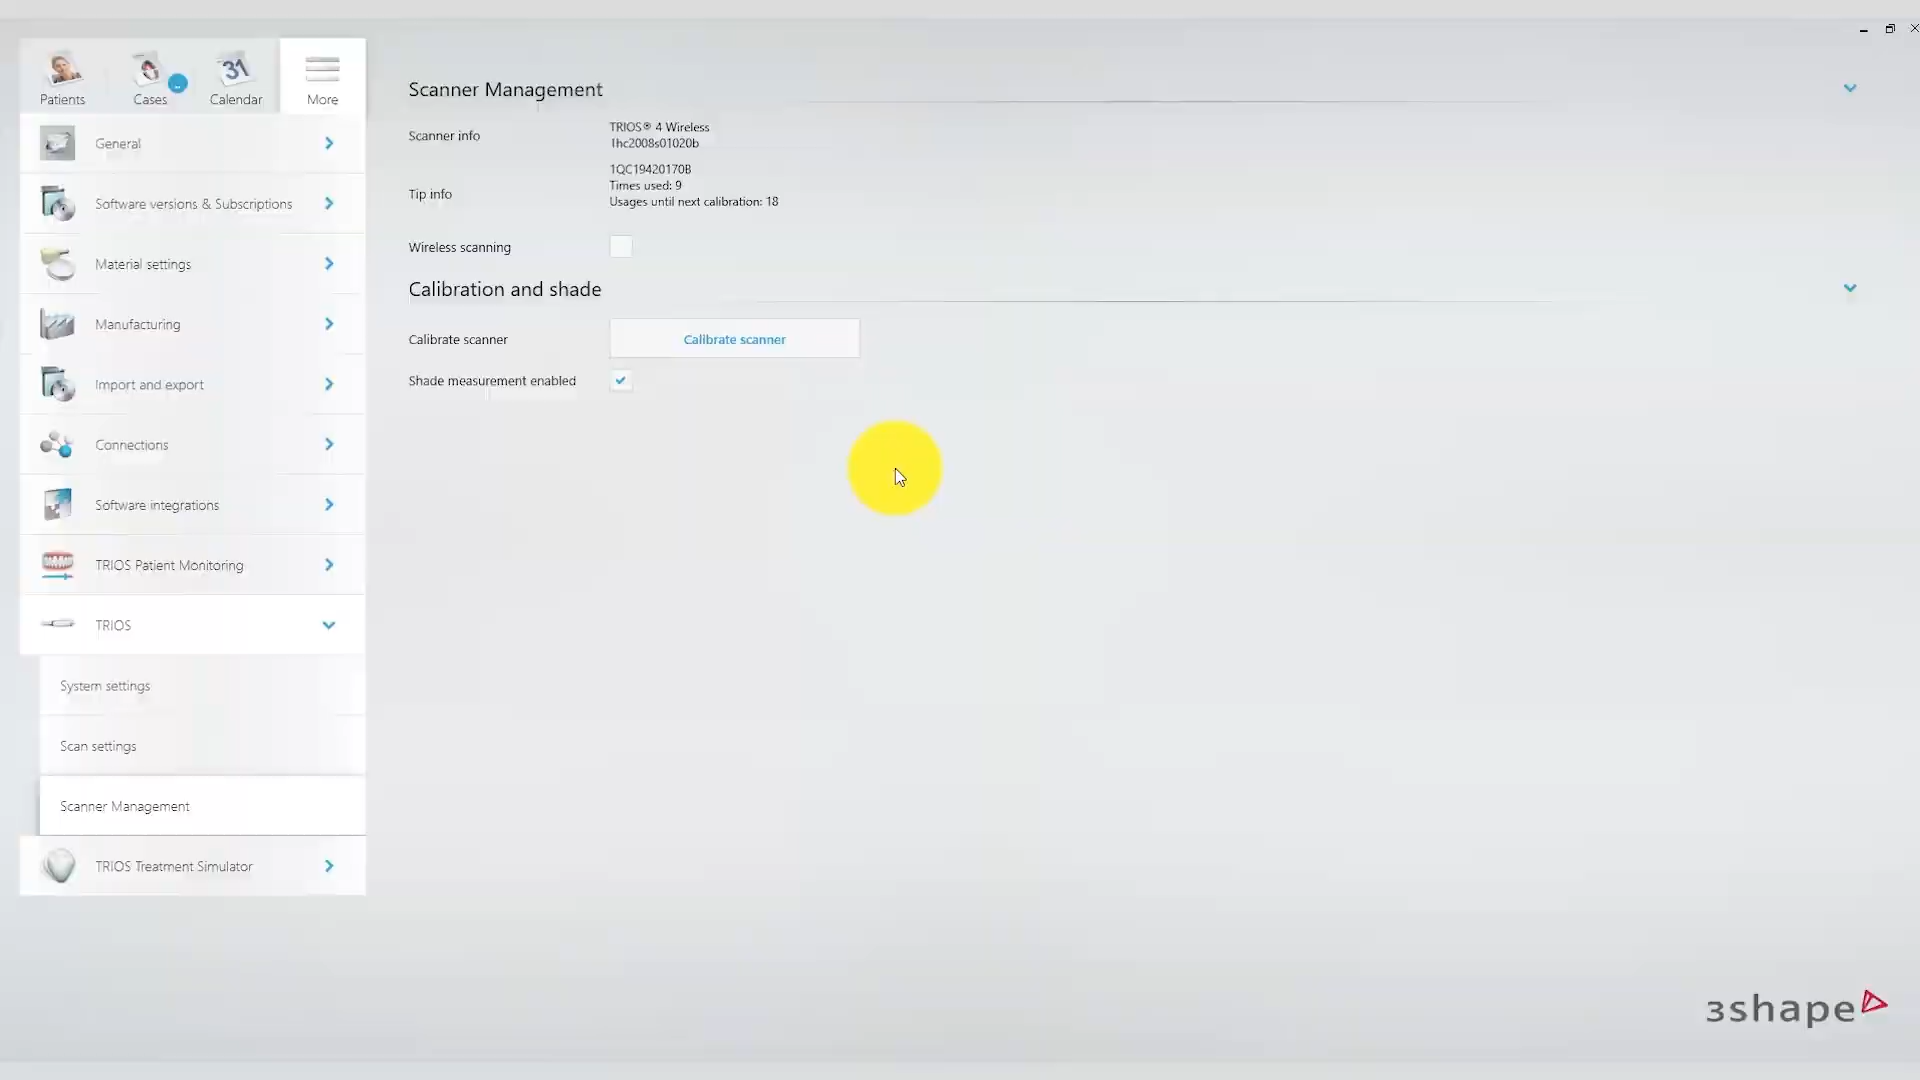 Patients
Cases
31
Calendar
More
General
Software versions & Subscriptions
Material settings
Manufacturing
Import and export
Connections
Software integrations
TRIOS Patient Monitoring
TRIOS
System settings
Scan settings
Scanner Management
TRIOS Treatment Simulator
Scanner Management
Scanner info
TRIOS® 4 Wireless
1hc2008s01020b
Tip info
1QC19420170B
Times used: 9
Usages until next calibration: 18
Wireless scanning
Calibration and shade
Calibrate scanner
Calibrate scanner
Shade measurement enabled
3shape